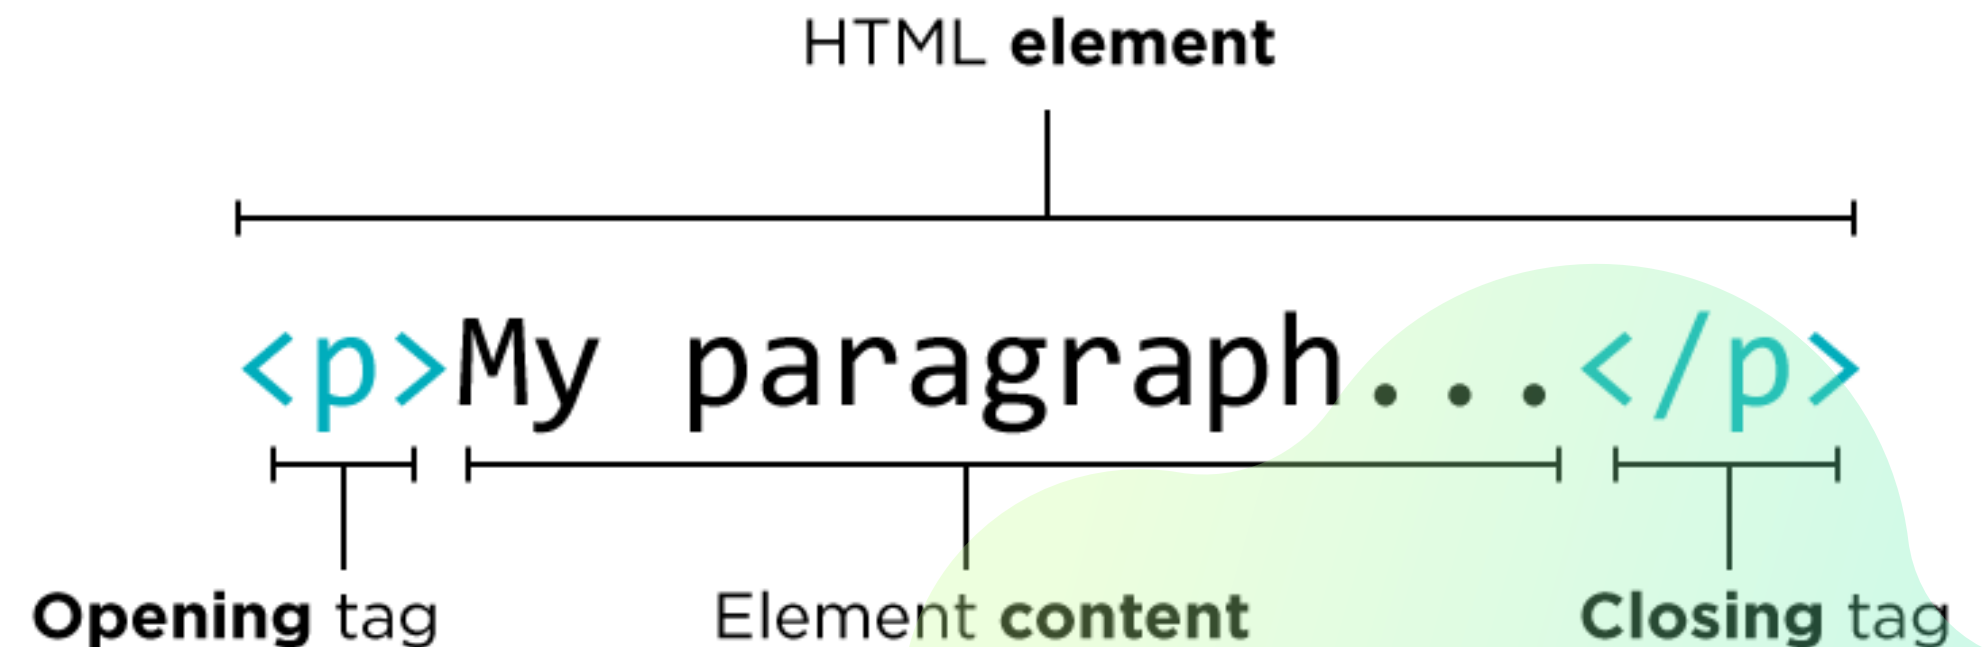 HTML element
<p>My paragraph...</p>
Opening tag
Element content
Closing tag